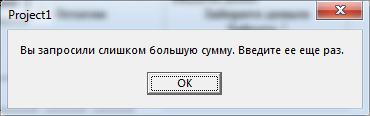 Project1
Вы запросили слишком большую сумму. Введите ее еще раз.
OK